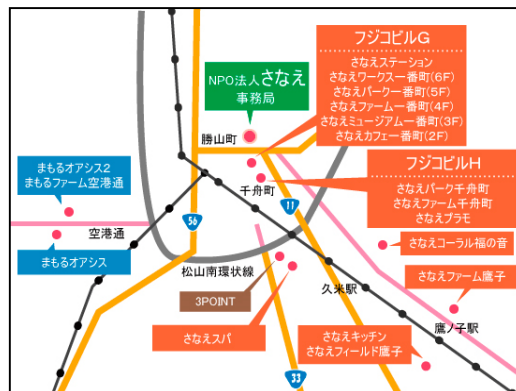 フジコビルG
さなえステーション
さなえワークス一番町(6F)
さなえパーク一番町(5F)
さなえファーム一番町(4F)
さなえミュージアム一番町(3F)
さなえカフェ一番町(2F)
NPO法人さなえ
事務局
勝山町
フジコビルH
さなえパーク千舟町
さなえファーム千舟町
さなえプラモ
千舟町
まもるオアシス2
まもるファーム空港通
11
56
空港通
まもるオアシス
さなえコーラル福の音
松山南環状線
3POINT
久米駅
さなえファーム鷹子
鷹ノ子駅
さなえスパ
さなえキッチン
さなえフィールド鷹子
33